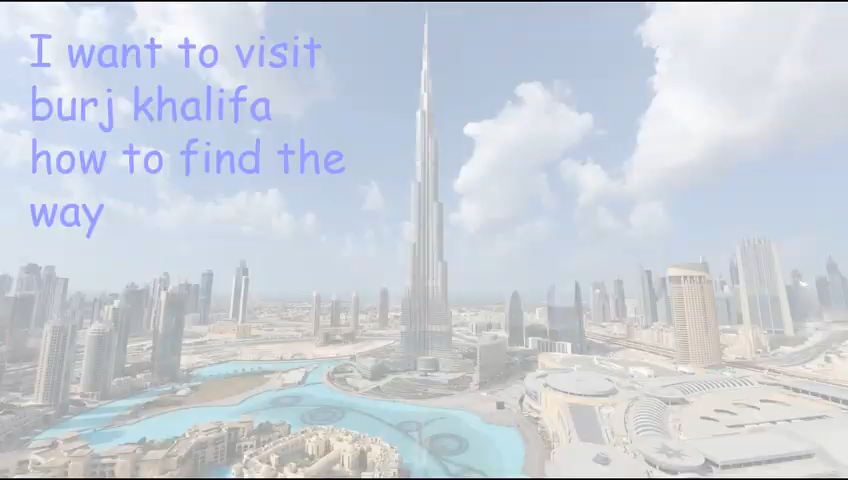 I want to visit
burj khalifa
how to find the
way